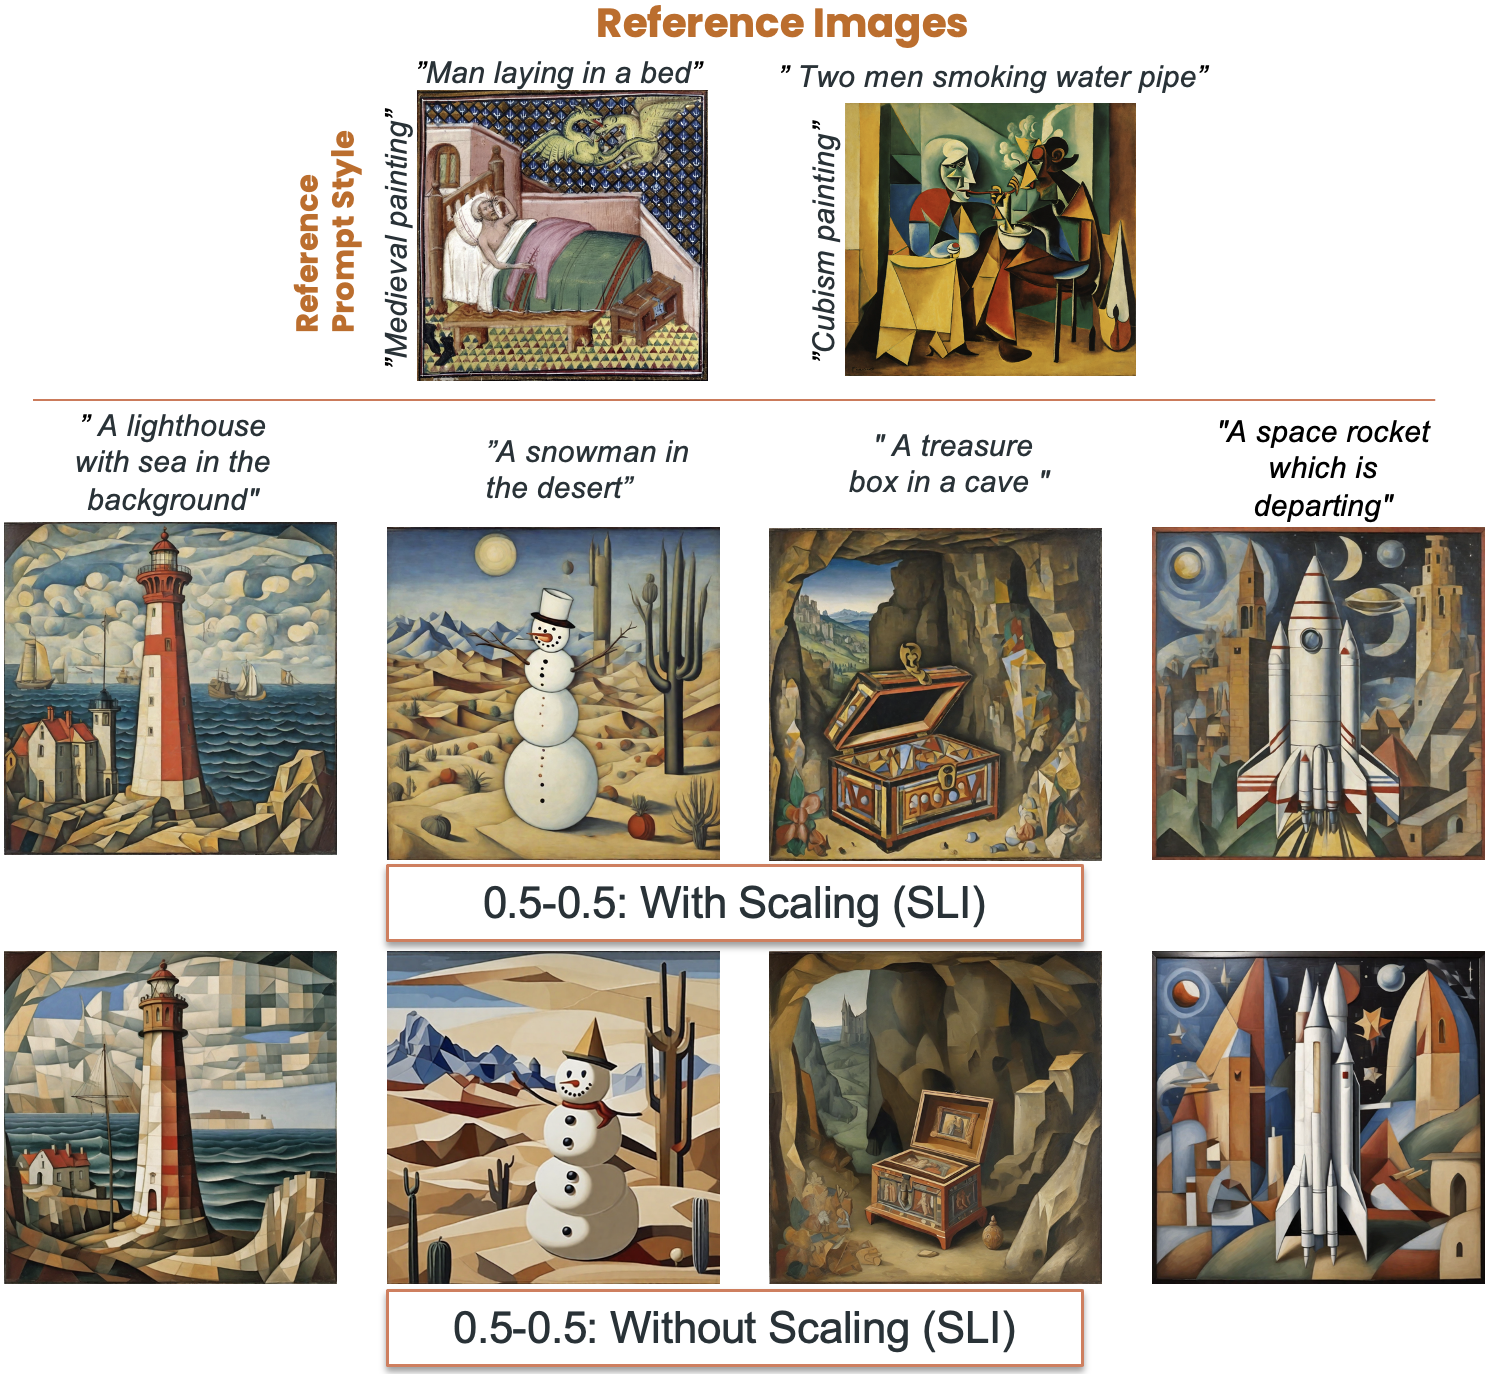 Reference Images
”Man laying in a bed”
” Two men smoking water pipe”
Reference
Prompt Style
”Medieval painting”
”Cubism painting”
” A lighthouse
with sea in the
background"
”A snowman in
the desert”
" A treasure
box in a cave "
"A space rocket
which is
departing"
0.5-0.5: With Scaling (SLI)
0.5-0.5: Without Scaling (SLI)